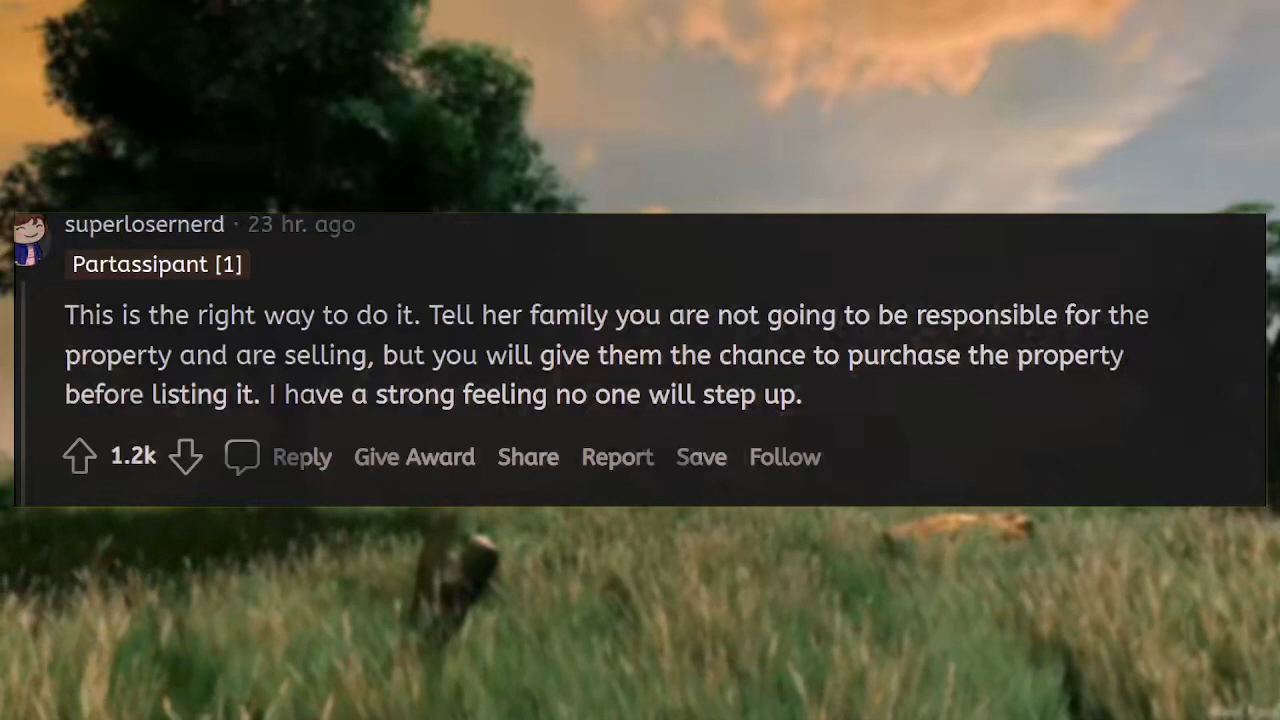 superlosernerd · 23 hr. ago
Partassipant [1]
This is the right way to do it. Tell her family you are not going to be responsible for the
property and are selling, but you will give them the chance to purchase the property
before listing it. I have a strong feeling no one will step up.
1.2k Reply Give Award Share Report Save Follow